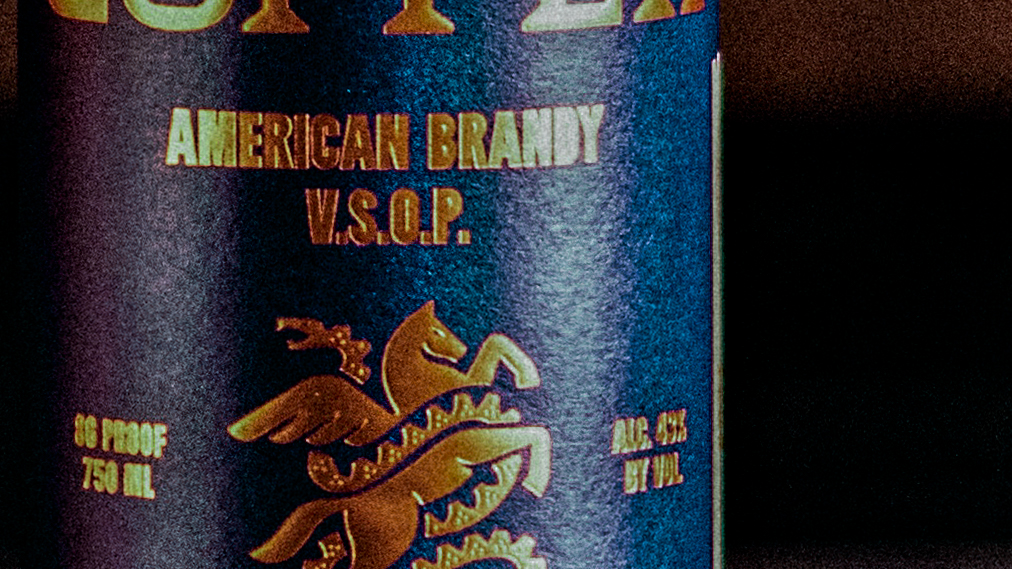 AMERICAN BRANDY
V.S.O.P.
86 PROOF
750 ML
ALC. 43%
BY VOL